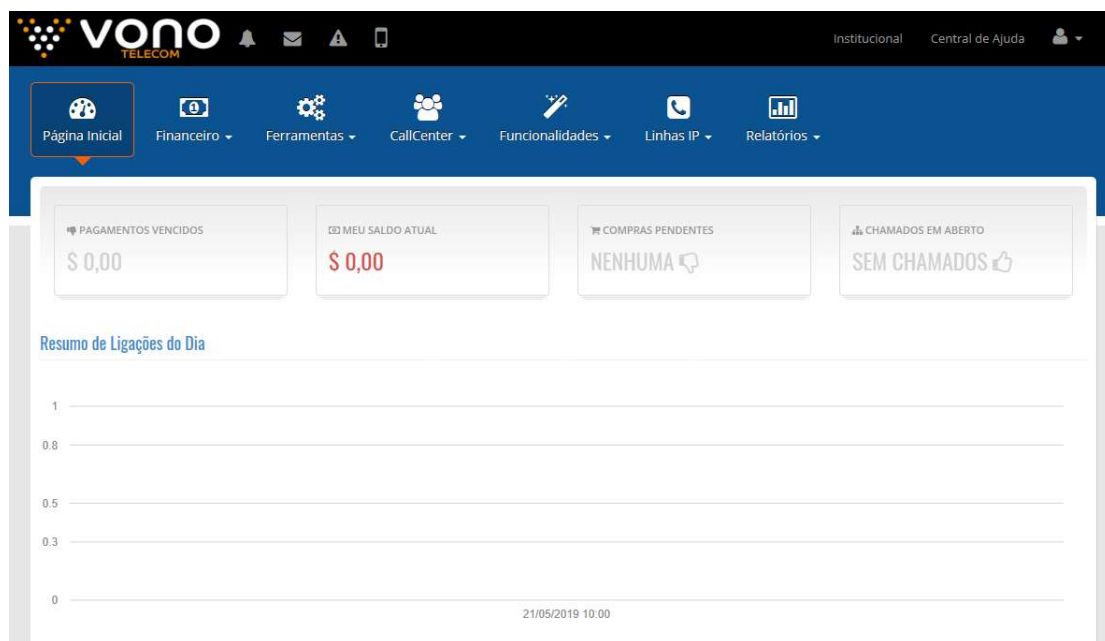 VONO
TELECOM
Institucional Central de Ajuda
Página Inicial Financeiro Ferramentas CallCenter Funcionalidades Linhas IP Relatórios
PAGAMENTOS VENCIDOS MEU SALDO ATUAL COMPRAS PENDENTES CHAMADOS EM ABERTO
$ 0,00 $ 0,00 NENHUMA SEM CHAMADOS
Resumo de Ligações do Dia
1
0.8
0.5
0.3
0
21/05/2019 10:00